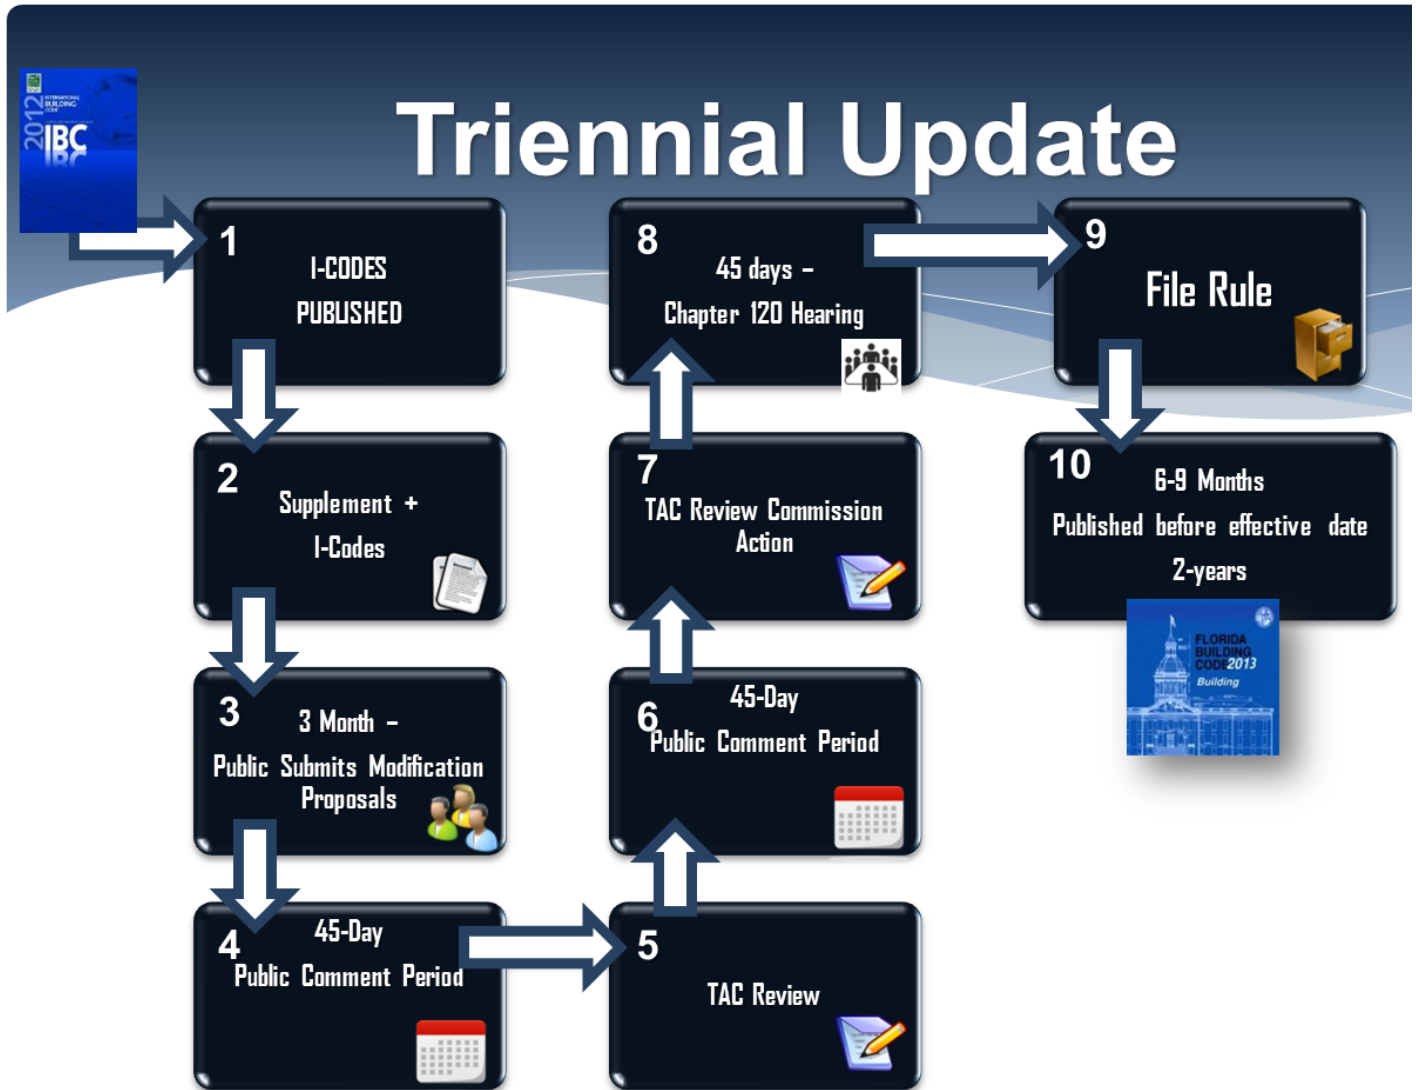 Triennial Update
2012
INTERNATIONAL
BUILDING
CODE
IBC
1
I-CODES
PUBLISHED
2
Supplement +
I-Codes
3
3 Month –
Public Submits Modification
Proposals
4
45-Day
Public Comment Period
5
TAC Review
6
45-Day
Public Comment Period
7
TAC Review Commission
Action
8
45 days –
Chapter 120 Hearing
9
File Rule
10
6-9 Months
Published before effective date
2-years
FLORIDA
BUILDING
CODE 2013
Building